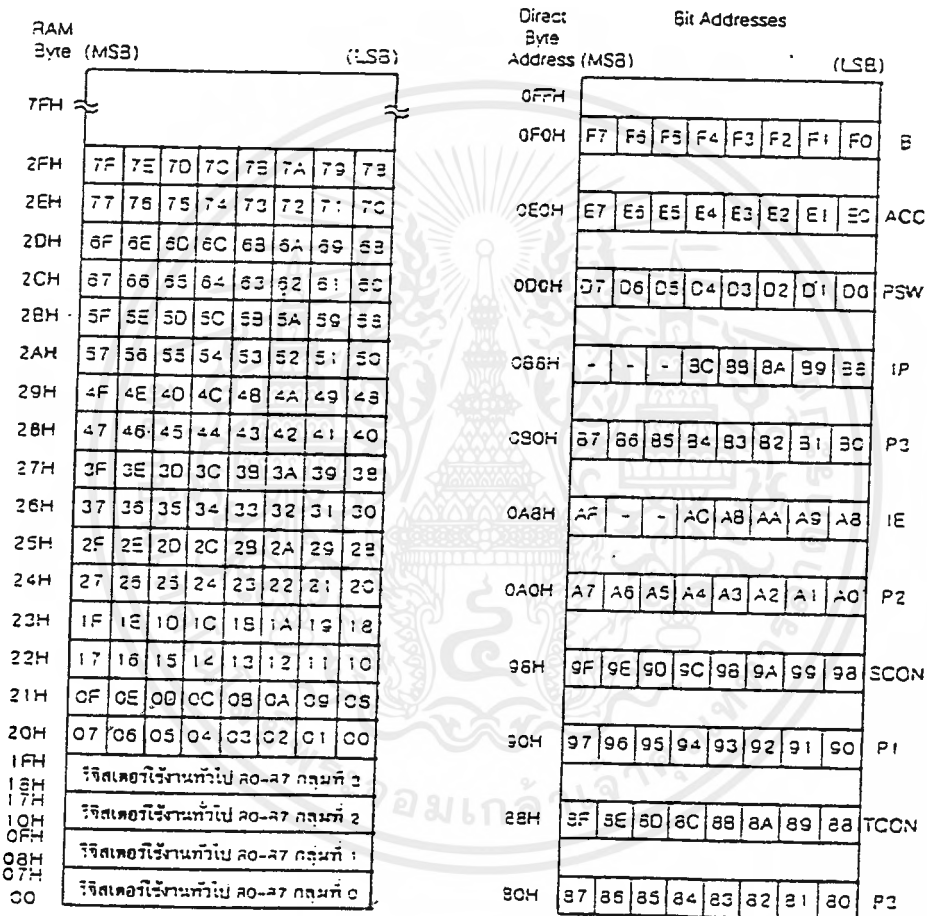 RAM
Byte (MSB) (LSB)
7FH
2FH 7F 7E 7D 7C 7B 7A 79 78
2EH 77 76 75 74 73 72 71 70
2DH 6F 6E 6D 6C 6B 6A 69 68
2CH 67 66 65 64 63 62 61 60
2BH 5F 5E 5D 5C 5B 5A 59 58
2AH 57 56 55 54 53 52 51 50
29H 4F 4E 4D 4C 4B 4A 49 48
28H 47 46 45 44 43 42 41 40
27H 3F 3E 3D 3C 3B 3A 39 38
26H 37 36 35 34 33 32 31 30
25H 2F 2E 2D 2C 2B 2A 29 28
24H 27 26 25 24 23 22 21 20
23H 1F 1E 1D 1C 1B 1A 19 18
22H 17 16 15 14 13 12 11 10
21H 0F 0E 0D 0C 0B 0A 09 08
20H 07 06 05 04 03 02 01 00
1FH
รีจิสเตอร์ใช้งานทั่วไป R0-R7 กลุ่มที่ 3
18H
17H
รีจิสเตอร์ใช้งานทั่วไป R0-R7 กลุ่มที่ 2
10H
0FH
รีจิสเตอร์ใช้งานทั่วไป R0-R7 กลุ่มที่ 1
08H
07H
รีจิสเตอร์ใช้งานทั่วไป R0-R7 กลุ่มที่ 0
00
Direct Bit Addresses
Byte
Address (MSB) (LSB)
0FFH
0F0H F7 F6 F5 F4 F3 F2 F1 F0 B
0E0H E7 E6 E5 E4 E3 E2 E1 E0 ACC
0D0H D7 D6 D5 D4 D3 D2 D1 D0 PSW
0B8H - - - BC BB BA B9 B8 IP
0B0H B7 B6 B5 B4 B3 B2 B1 B0 P3
0A8H AF - - AC AB AA A9 A8 IE
0A0H A7 A6 A5 A4 A3 A2 A1 A0 P2
98H 9F 9E 9D 9C 9B 9A 99 98 SCON
90H 97 96 95 94 93 92 91 90 P1
88H 8F 8E 8D 8C 8B 8A 89 88 TCON
80H 87 86 85 84 83 82 81 80